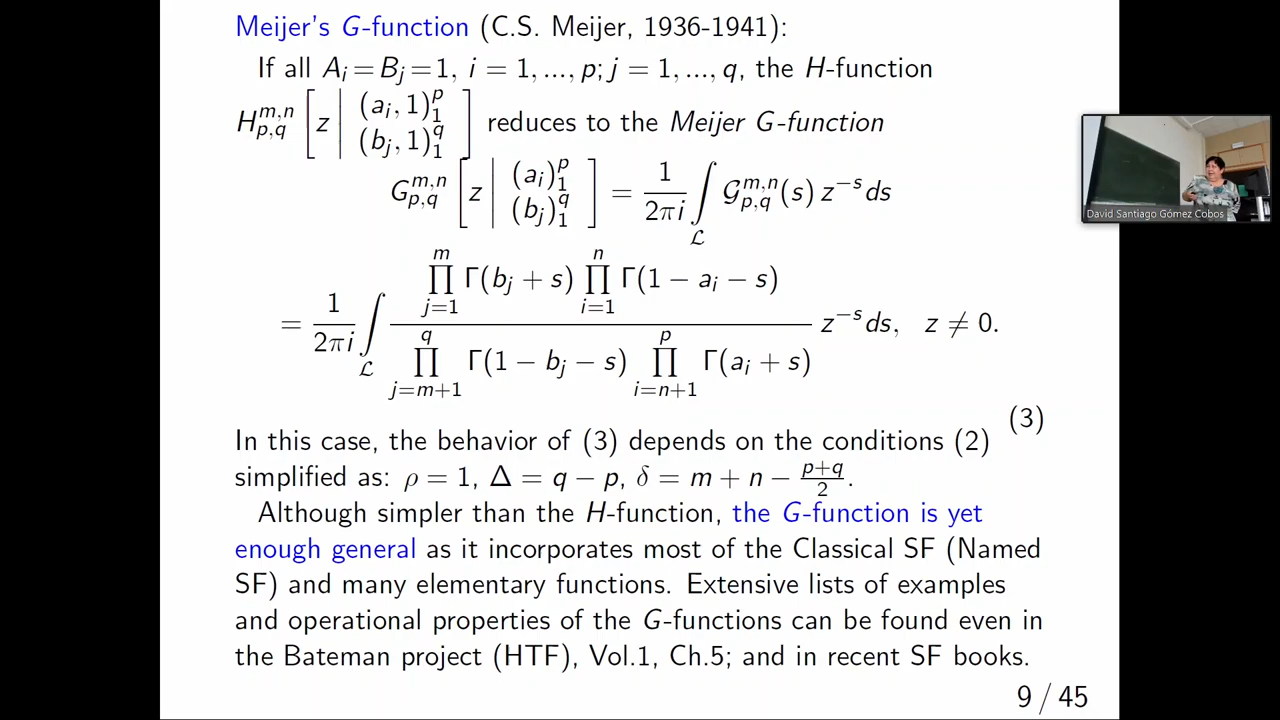 Meijer's G-function (C.S. Meijer, 1936-1941):
If all A_i = B_j = 1, i = 1, ..., p; j = 1, ..., q, the H-function
H^{m,n}_{p,q} [ z | (a_i, 1)^p_1 (b_j, 1)^q_1 ] reduces to the Meijer G-function
G^{m,n}_{p,q} [ z | (a_i)^p_1 (b_j)^q_1 ] = 1/(2πi) ∫_ℒ 𝒢^{m,n}_{p,q}(s) z^{-s} ds
= 1/(2πi) ∫_ℒ ∏_{j=1}^{m} Γ(b_j + s) ∏_{i=1}^{n} Γ(1 − a_i − s) / ∏_{j=m+1}^{q} Γ(1 − b_j − s) ∏_{i=n+1}^{p} Γ(a_i + s) z^{-s} ds, z ≠ 0.
(3)
In this case, the behavior of (3) depends on the conditions (2)
simplified as: ρ = 1, Δ = q − p, δ = m + n − (p+q)/2.
Although simpler than the H-function, the G-function is yet
enough general as it incorporates most of the Classical SF (Named
SF) and many elementary functions. Extensive lists of examples
and operational properties of the G-functions can be found even in
the Bateman project (HTF), Vol.1, Ch.5; and in recent SF books.
9 / 45
David Santiago Gómez Cobos